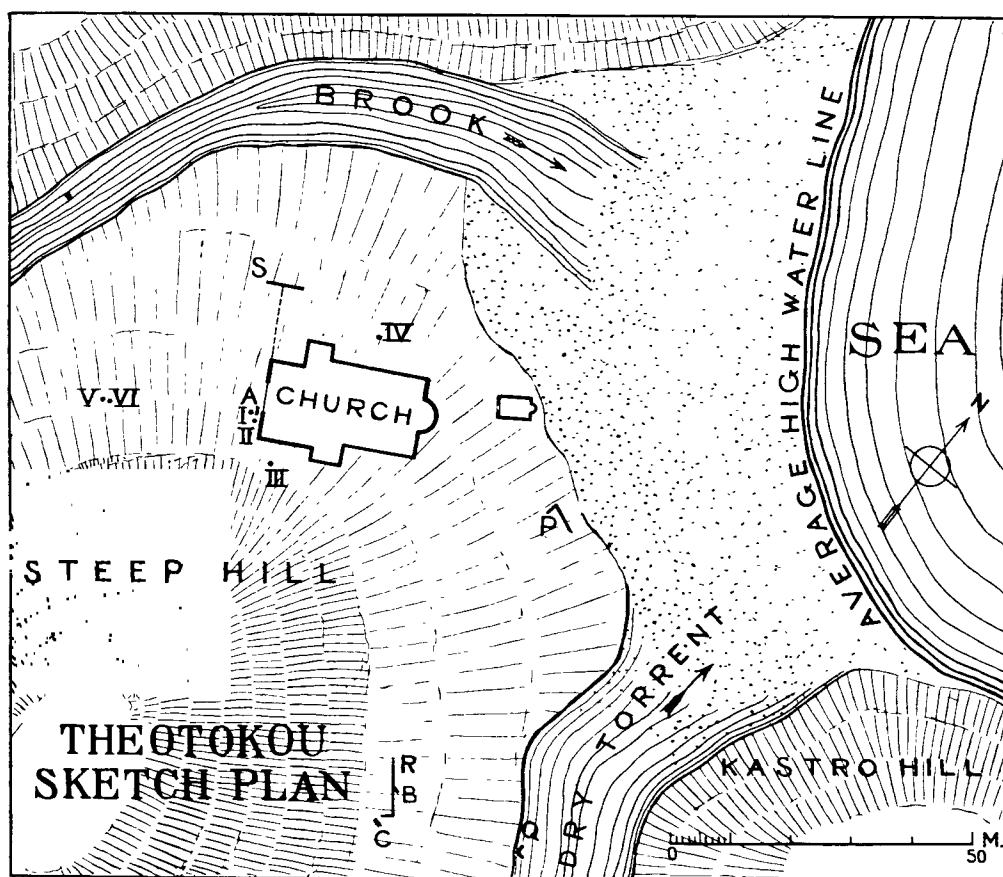 BROOK
AVERAGE HIGH WATER LINE
SEA
S
IV
V VI
A
I
II
III
CHURCH
N
P
STEEP HILL
DRY TORRENT
THEOTOKOU
SKETCH PLAN
R
B
C
Q
KASTRO HILL
0 50 M.